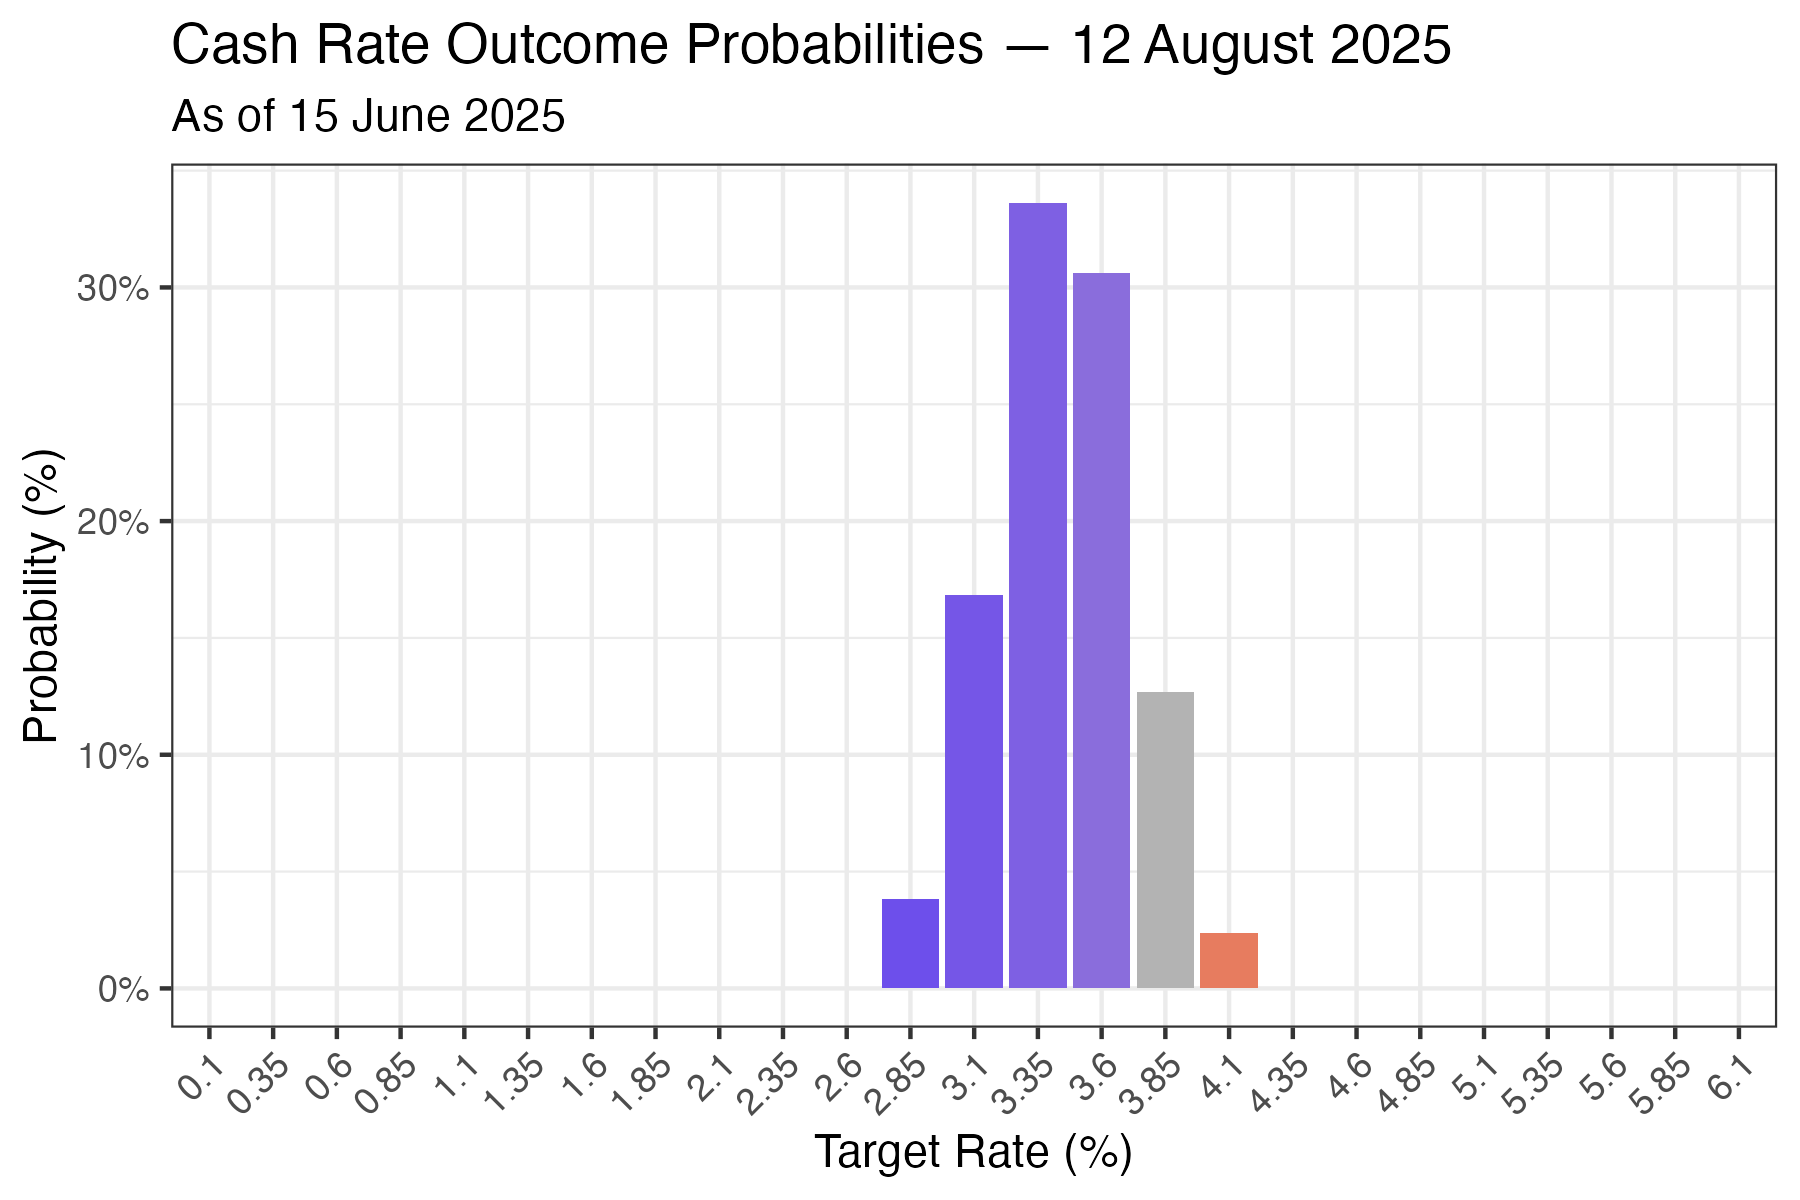 Cash Rate Outcome Probabilities — 12 August 2025
As of 15 June 2025
Probability (%)
30%
20%
10%
0%
0.1 0.35 0.6 0.85 1.1 1.35 1.6 1.85 2.1 2.35 2.6 2.85 3.1 3.35 3.6 3.85 4.1 4.35 4.6 4.85 5.1 5.35 5.6 5.85 6.1
Target Rate (%)